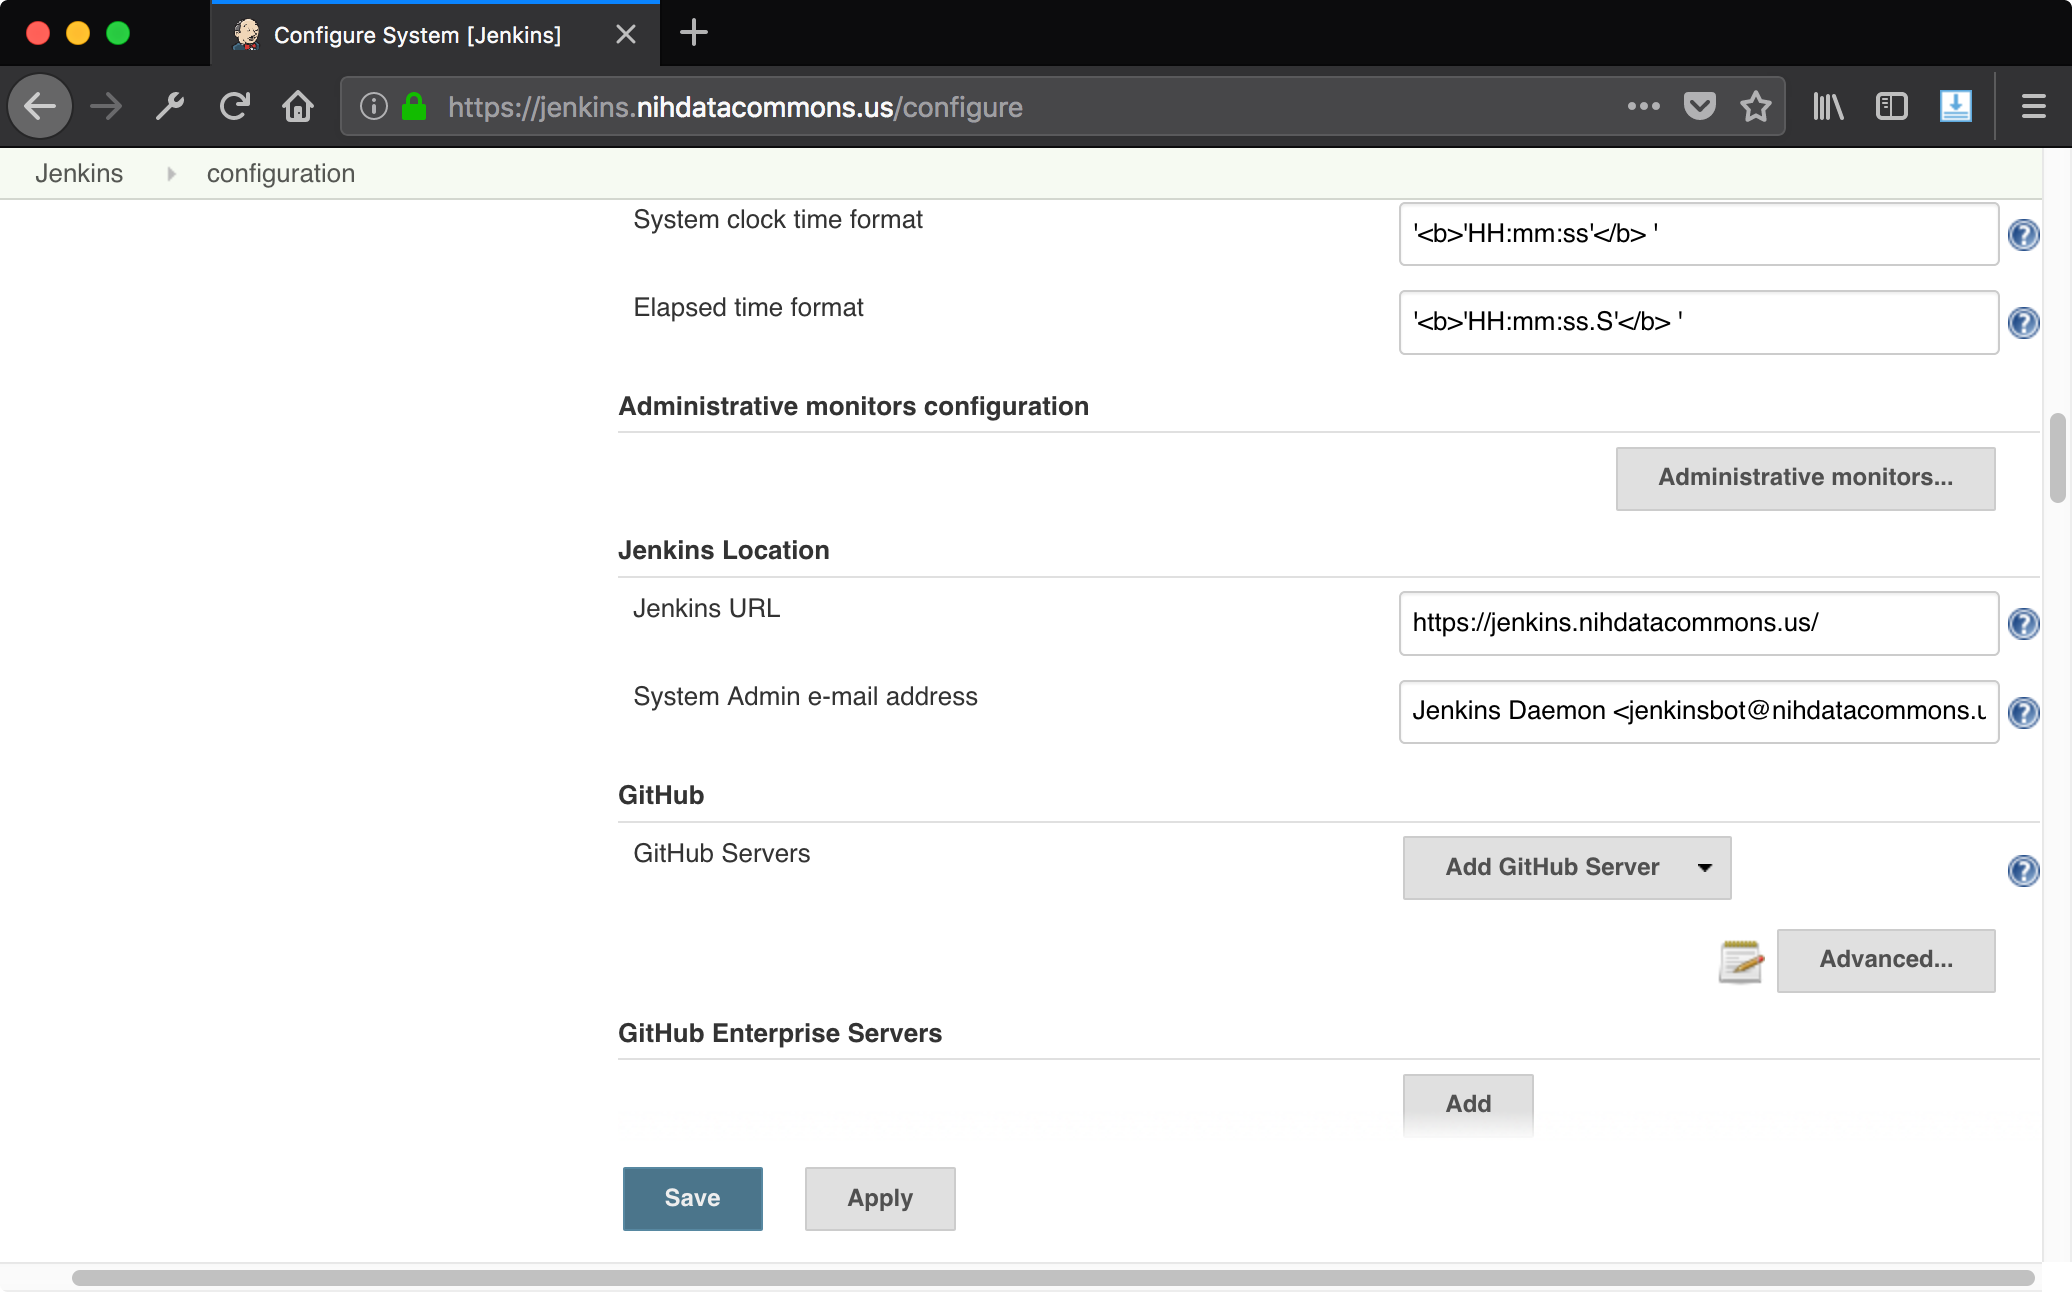 Configure System [Jenkins]
https://jenkins.nihdatacommons.us/configure
Jenkins configuration
System clock time format '<b>'HH:mm:ss'</b> '
Elapsed time format '<b>'HH:mm:ss.S'</b> '
Administrative monitors configuration
Administrative monitors...
Jenkins Location
Jenkins URL https://jenkins.nihdatacommons.us/
System Admin e-mail address Jenkins Daemon <jenkinsbot@nihdatacommons.u
GitHub
GitHub Servers Add GitHub Server
Advanced...
GitHub Enterprise Servers
Add
Save Apply